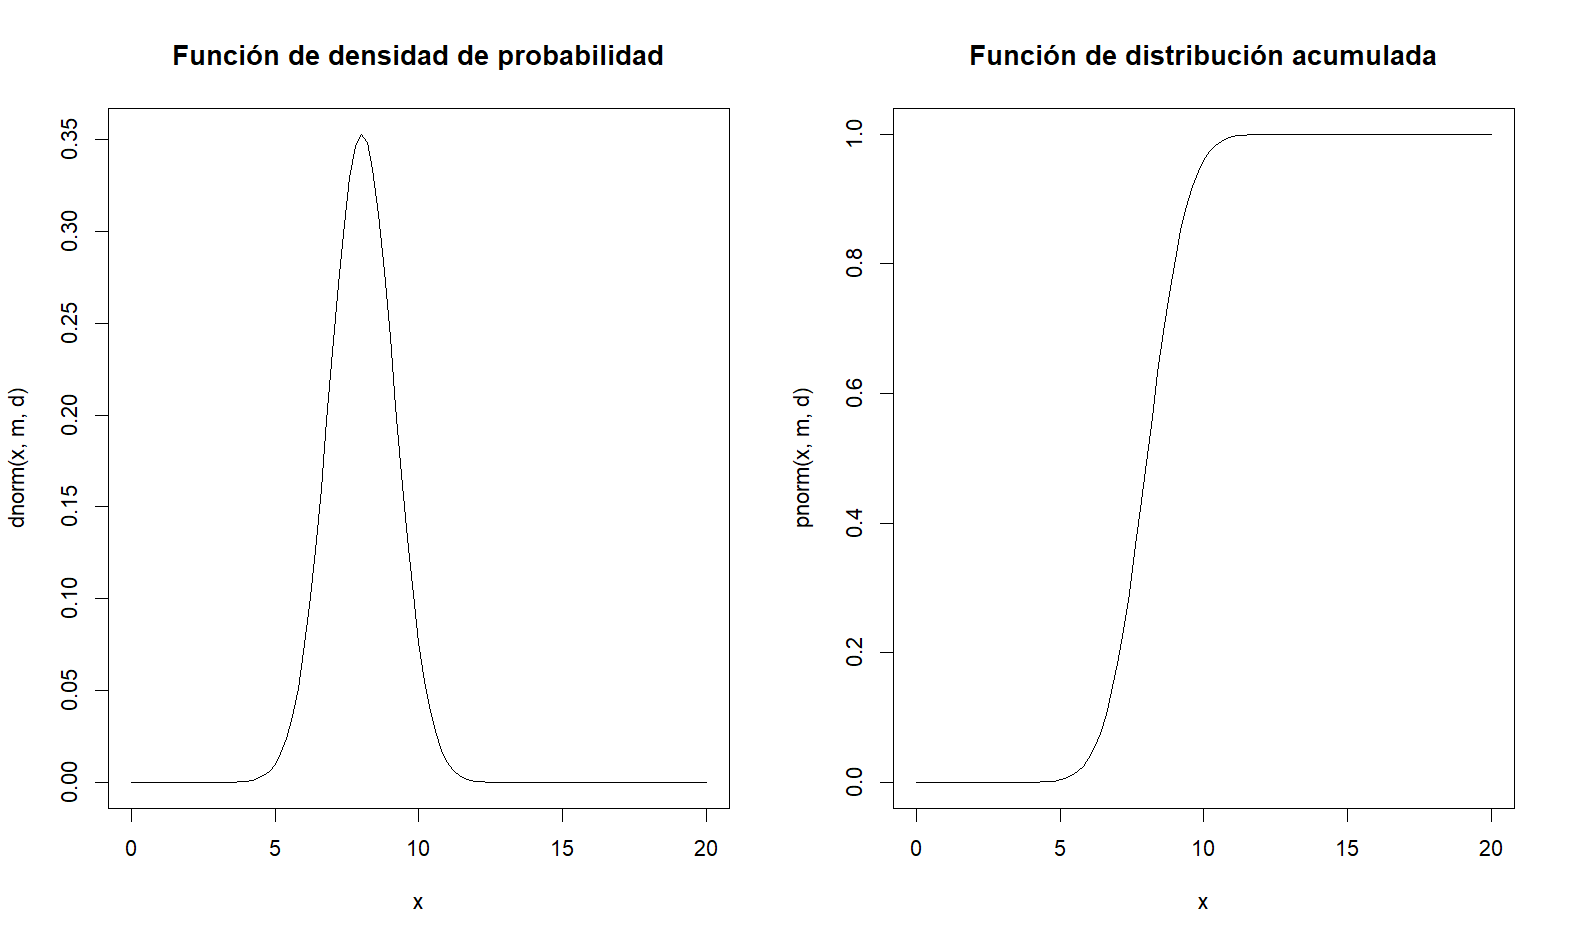 Función de densidad de probabilidad
dnorm(x, m, d)
0.35
0.30
0.25
0.20
0.15
0.10
0.05
0.00
0 5 10 15 20
x
Función de distribución acumulada
pnorm(x, m, d)
1.0
0.8
0.6
0.4
0.2
0.0
0 5 10 15 20
x